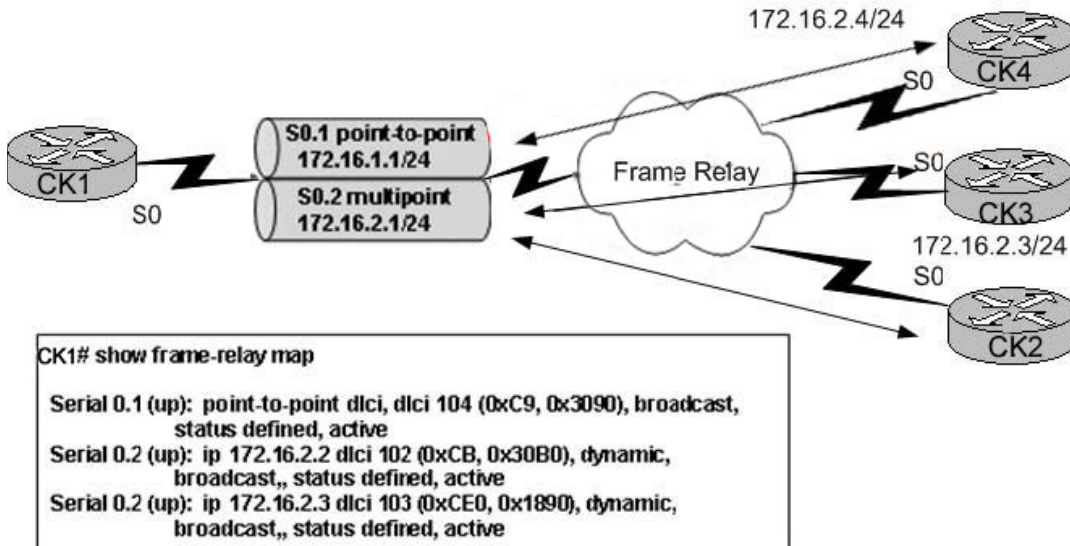 172.16.2.4/24
S0
CK4
S0.1 point-to-point
172.16.1.1/24
CK1
S0
S0.2 multipoint
172.16.2.1/24
Frame Relay
S0
CK3
172.16.2.3/24
S0
CK2
CK1# show frame-relay map
Serial 0.1 (up): point-to-point dlci, dlci 104 (0xC9, 0x3090), broadcast,
status defined, active
Serial 0.2 (up): ip 172.16.2.2 dlci 102 (0xCB, 0x30B0), dynamic,
broadcast,, status defined, active
Serial 0.2 (up): ip 172.16.2.3 dlci 103 (0xCE0, 0x1890), dynamic,
broadcast,, status defined, active